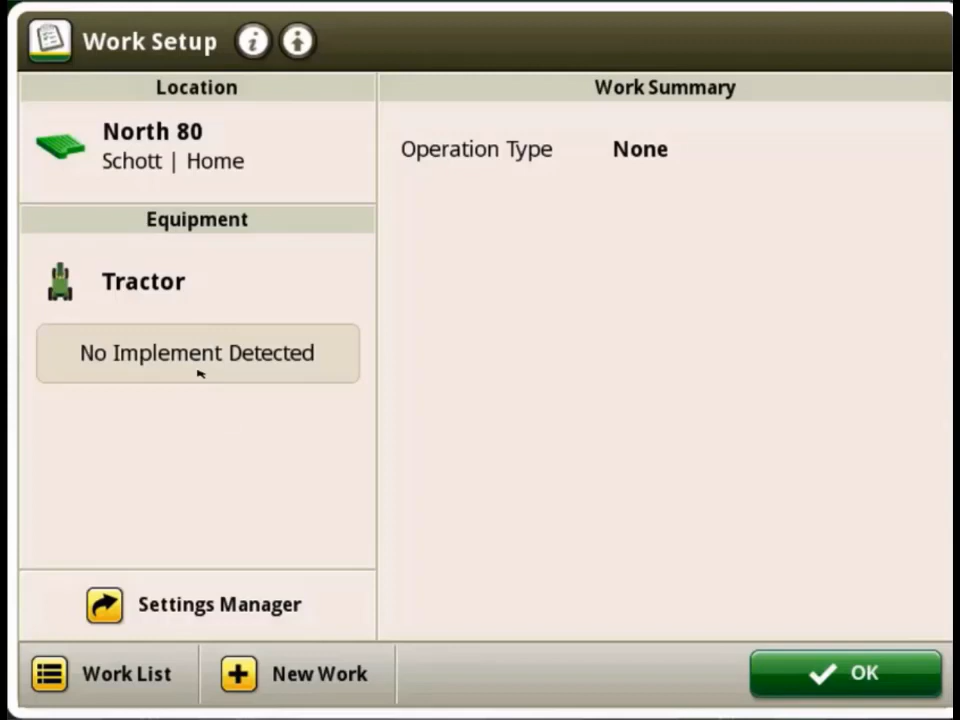 Work Setup
Location
North 80
Schott | Home
Equipment
Tractor
No Implement Detected
Settings Manager
Work Summary
Operation Type None
Work List
New Work
OK